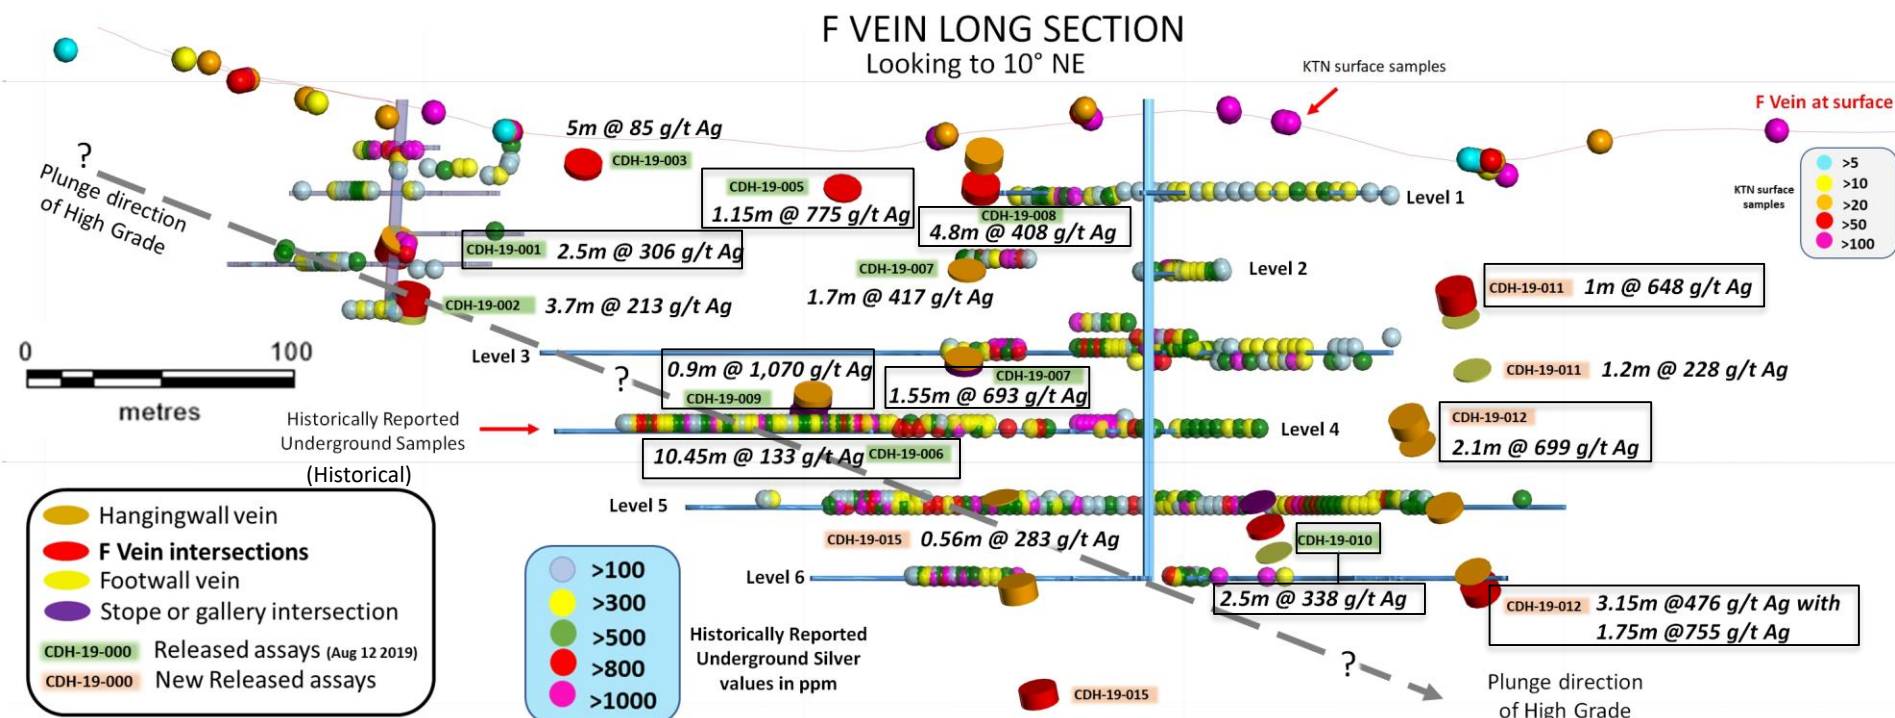 F VEIN LONG SECTION
Looking to 10° NE
KTN surface samples
F Vein at surface
KTN surface
samples
>5
>10
>20
>50
>100
?
Plunge direction
of High Grade
5m @ 85 g/t Ag
CDH-19-003
CDH-19-005
1.15m @ 775 g/t Ag
CDH-19-008
4.8m @ 408 g/t Ag
Level 1
CDH-19-001 2.5m @ 306 g/t Ag
CDH-19-007
1.7m @ 417 g/t Ag
Level 2
CDH-19-002 3.7m @ 213 g/t Ag
CDH-19-011 1m @ 648 g/t Ag
0 100
metres
Level 3
?
0.9m @ 1,070 g/t Ag
CDH-19-009
CDH-19-007
1.55m @ 693 g/t Ag
CDH-19-011 1.2m @ 228 g/t Ag
Historically Reported
Underground Samples
(Historical)
Level 4
CDH-19-012
2.1m @ 699 g/t Ag
10.45m @ 133 g/t Ag CDH-19-006
Level 5
CDH-19-015 0.56m @ 283 g/t Ag
CDH-19-010
Level 6
2.5m @ 338 g/t Ag
CDH-19-012 3.15m @476 g/t Ag with
1.75m @755 g/t Ag
Hangingwall vein
F Vein intersections
Footwall vein
Stope or gallery intersection
CDH-19-000 Released assays (Aug 12 2019)
CDH-19-000 New Released assays
>100
>300
>500
>800
>1000
Historically Reported
Underground Silver
values in ppm
CDH-19-015
?
Plunge direction
of High Grade